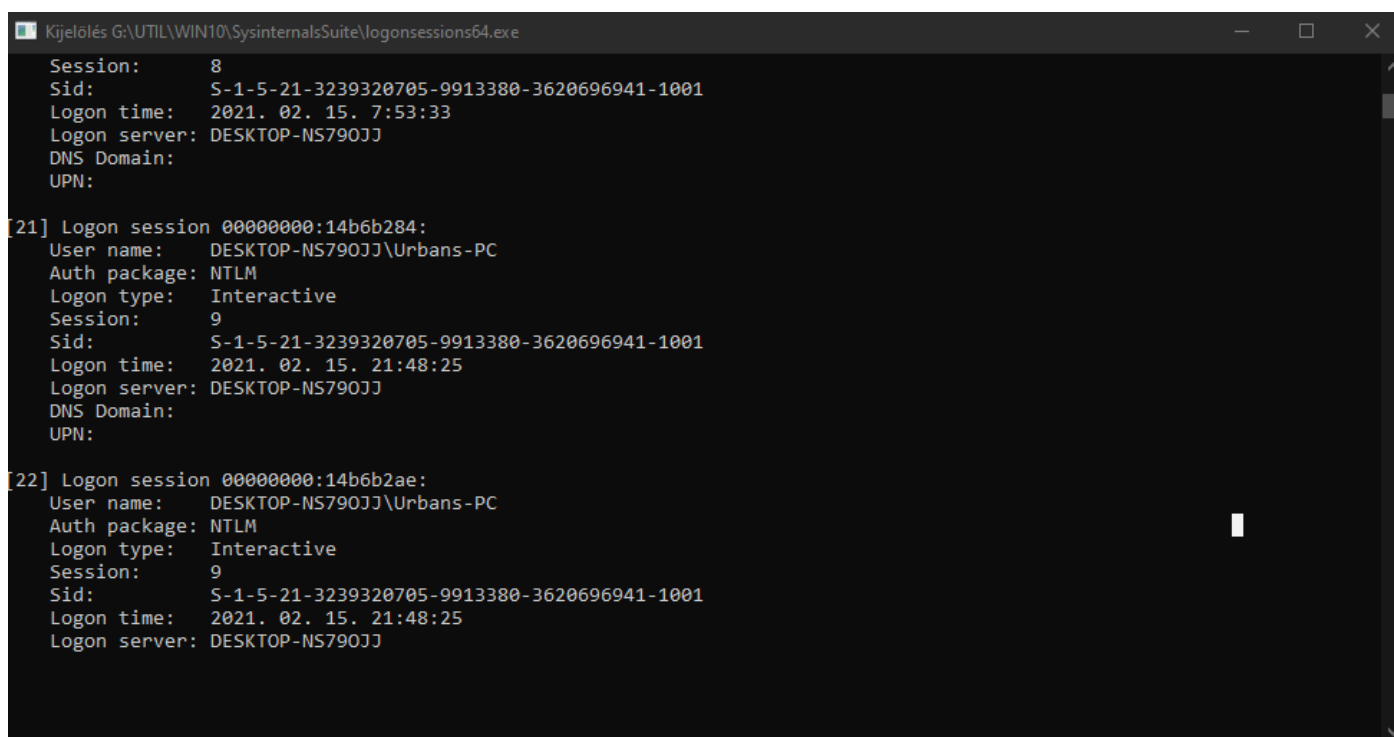 Kijelölés G:\UTIL\WIN10\SysinternalsSuite\logonsessions64.exe
Session: 8
Sid: S-1-5-21-3239320705-9913380-3620696941-1001
Logon time: 2021. 02. 15. 7:53:33
Logon server: DESKTOP-NS79OJJ
DNS Domain:
UPN:
[21] Logon session 00000000:14b6b284:
User name: DESKTOP-NS79OJJ\Urbans-PC
Auth package: NTLM
Logon type: Interactive
Session: 9
Sid: S-1-5-21-3239320705-9913380-3620696941-1001
Logon time: 2021. 02. 15. 21:48:25
Logon server: DESKTOP-NS79OJJ
DNS Domain:
UPN:
[22] Logon session 00000000:14b6b2ae:
User name: DESKTOP-NS79OJJ\Urbans-PC
Auth package: NTLM
Logon type: Interactive
Session: 9
Sid: S-1-5-21-3239320705-9913380-3620696941-1001
Logon time: 2021. 02. 15. 21:48:25
Logon server: DESKTOP-NS79OJJ